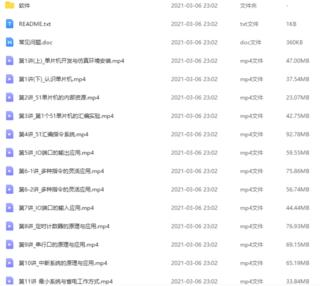 软件 2021-03-06 23:02 文件夹 -
README.txt 2021-03-06 23:02 txt文件 1KB
常见问题.doc 2021-03-06 23:02 doc文件 360KB
第1讲(上)_单片机开发与仿真环境安装.mp4 2021-03-06 23:02 mp4文件 47.00MB
第1讲(下)_认识单片机.mp4 2021-03-06 23:02 mp4文件 37.54MB
第2讲_51单片机的内部资源.mp4 2021-03-06 23:02 mp4文件 23.07MB
第3讲_第1个51单片机的汇编实验.mp4 2021-03-06 23:02 mp4文件 42.75MB
第4讲_51汇编指令系统.mp4 2021-03-06 23:02 mp4文件 92.78MB
第5讲_IO端口的输出应用.mp4 2021-03-06 23:02 mp4文件 59.55MB
第6-1讲_多种指令的灵活应用.mp4 2021-03-06 23:02 mp4文件 75.86MB
第6-2讲_多种指令的灵活应用.mp4 2021-03-06 23:02 mp4文件 56.74MB
第7讲_IO端口的输入应用.mp4 2021-03-06 23:02 mp4文件 44.44MB
第8讲_定时计数器的原理与应用.mp4 2021-03-06 23:02 mp4文件 76.93MB
第9讲_串行口的原理与应用.mp4 2021-03-06 23:02 mp4文件 69.15MB
第10讲_中断系统的原理与应用.mp4 2021-03-06 23:02 mp4文件 65.19MB
第11讲_最小系统与省电工作方式.mp4 2021-03-06 23:02 mp4文件 33.84MB